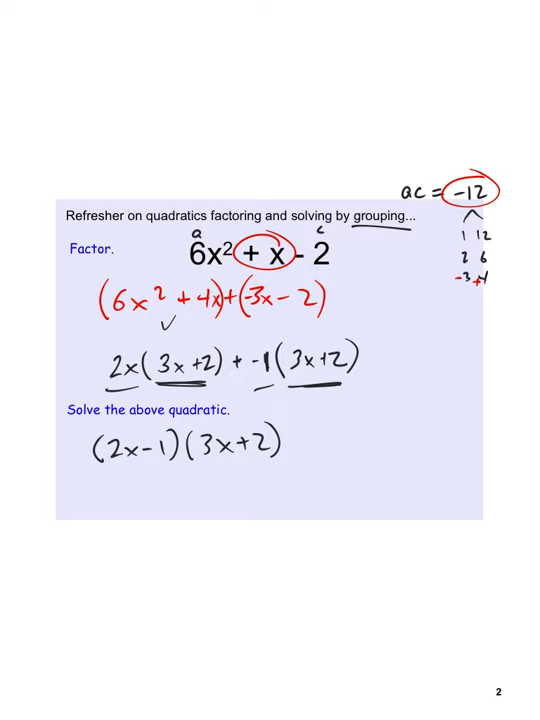 ac = -12
Refresher on quadratics factoring and solving by grouping...
1 12
a c
Factor.
6x² + x - 2
2 6
-3 +4
(6x² + 4x)+(-3x - 2)
✓
2x(3x+2) + -1(3x+2)
Solve the above quadratic.
(2x-1)(3x+2)
2